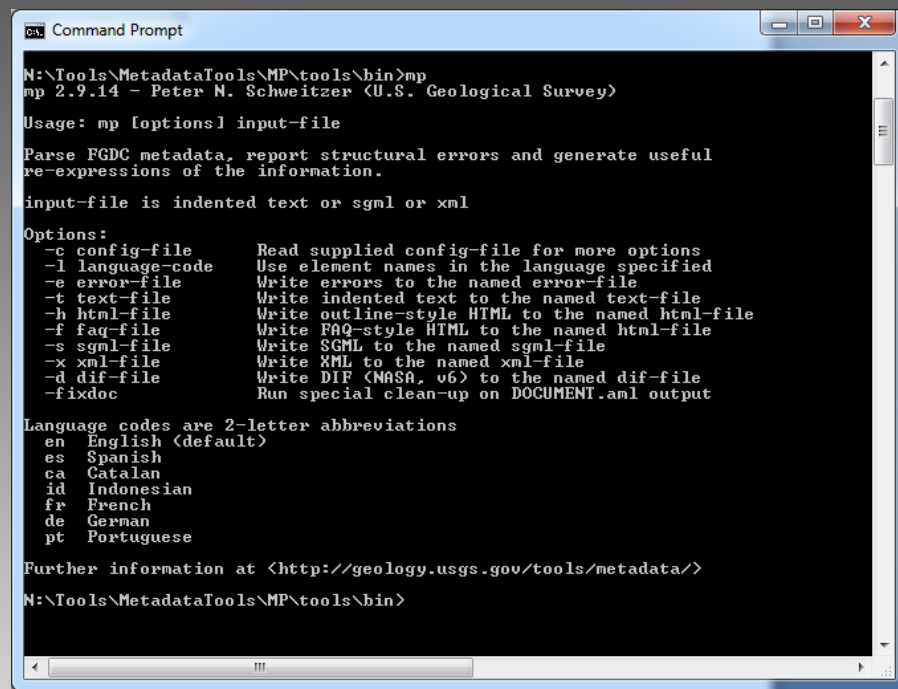 Command Prompt
N:\Tools\MetadataTools\MP\tools\bin>mp
mp 2.9.14 - Peter N. Schweitzer (U.S. Geological Survey)
Usage: mp [options] input-file
Parse FGDC metadata, report structural errors and generate useful
re-expressions of the information.
input-file is indented text or sgml or xml
Options:
-c config-file Read supplied config-file for more options
-l language-code Use element names in the language specified
-e error-file Write errors to the named error-file
-t text-file Write indented text to the named text-file
-h html-file Write outline-style HTML to the named html-file
-f faq-file Write FAQ-style HTML to the named html-file
-s sgml-file Write SGML to the named sgml-file
-x xml-file Write XML to the named xml-file
-d dif-file Write DIF (NASA, v6) to the named dif-file
-fixdoc Run special clean-up on DOCUMENT.aml output
Language codes are 2-letter abbreviations
en English (default)
es Spanish
ca Catalan
id Indonesian
fr French
de German
pt Portuguese
Further information at <http://geology.usgs.gov/tools/metadata/>
N:\Tools\MetadataTools\MP\tools\bin>